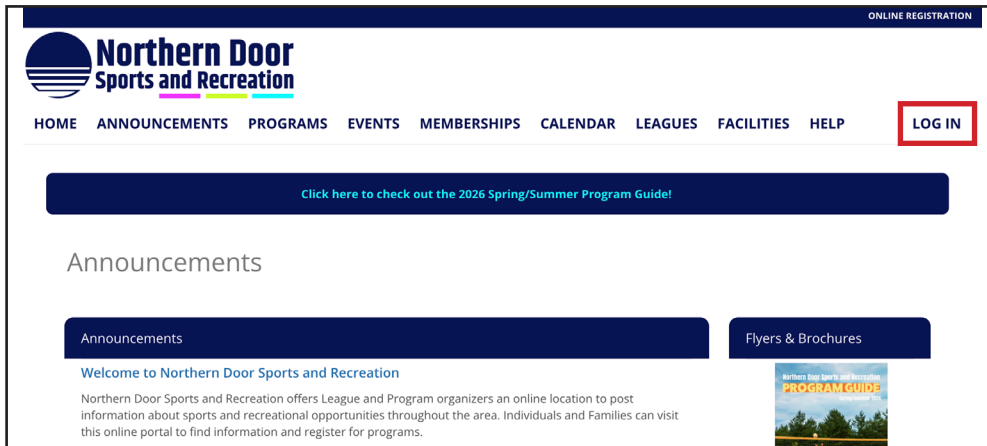 ONLINE REGISTRATION
Northern Door
Sports and Recreation
HOME ANNOUNCEMENTS PROGRAMS EVENTS MEMBERSHIPS CALENDAR LEAGUES FACILITIES HELP LOG IN
Click here to check out the 2026 Spring/Summer Program Guide!
Announcements
Announcements
Welcome to Northern Door Sports and Recreation
Northern Door Sports and Recreation offers League and Program organizers an online location to post
information about sports and recreational opportunities throughout the area. Individuals and Families can visit
this online portal to find information and register for programs.
Flyers & Brochures
Northern Door Sports and Recreation
PROGRAM GUIDE